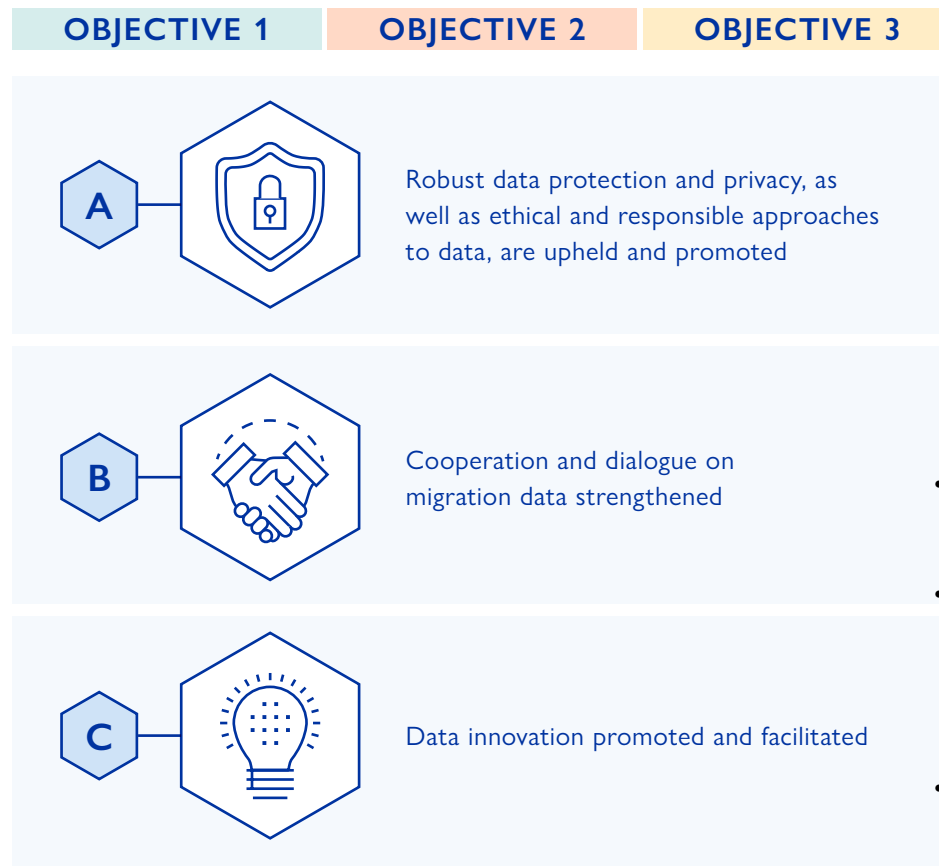 OBJECTIVE 1
OBJECTIVE 2
OBJECTIVE 3
A
Robust data protection and privacy, as
well as ethical and responsible approaches
to data, are upheld and promoted
B
Cooperation and dialogue on
migration data strengthened
C
Data innovation promoted and facilitated